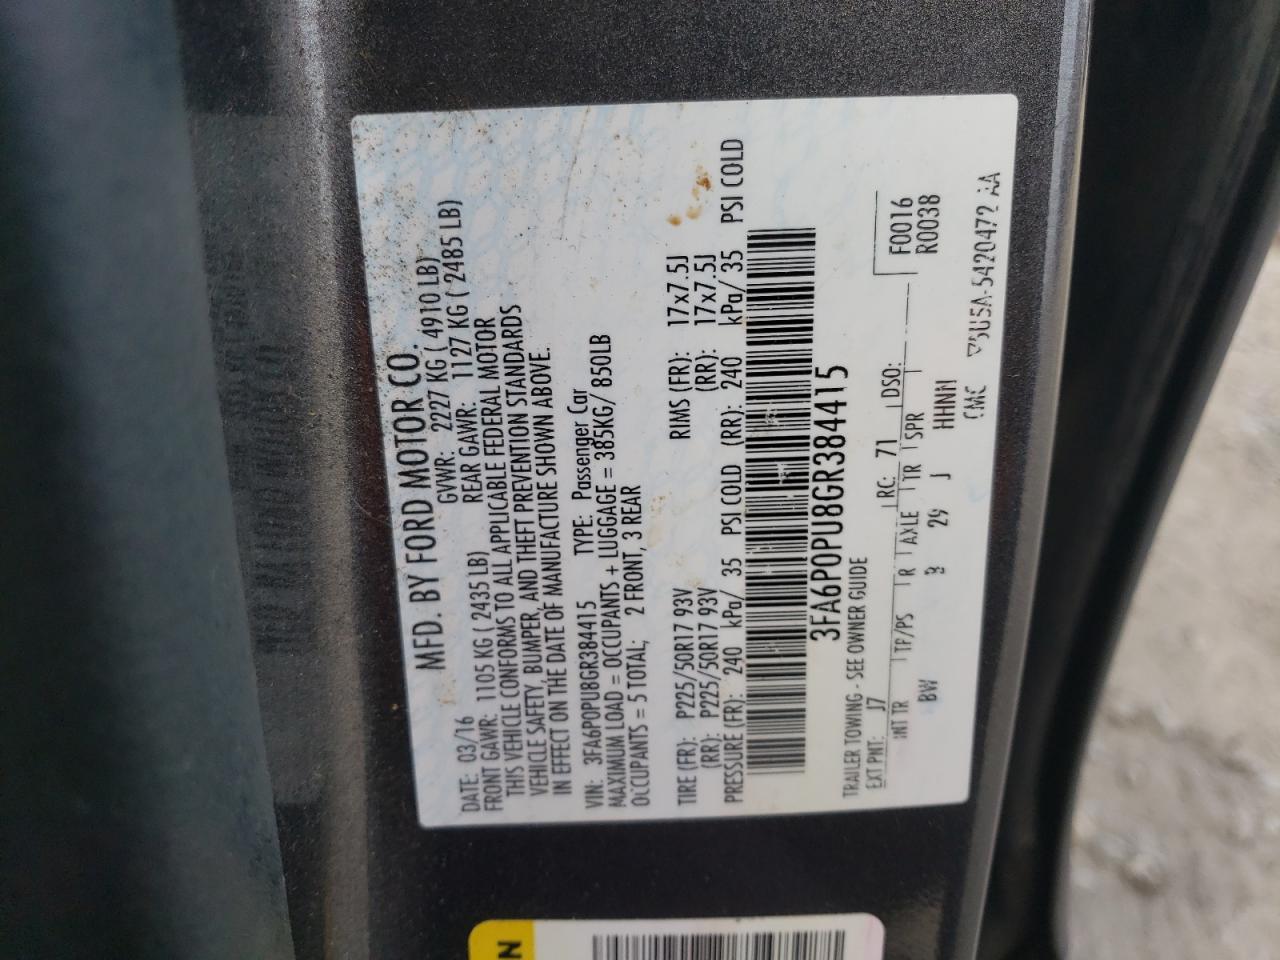 MFD. BY FORD MOTOR CO.
DATE: 03/16 GVWR: 2227 KG ( 4910 LB)
FRONT GAWR: 1105 KG ( 2435 LB) REAR GAWR: 1127 KG ( 2485 LB)
THIS VEHICLE CONFORMS TO ALL APPLICABLE FEDERAL MOTOR
VEHICLE SAFETY, BUMPER, AND THEFT PREVENTION STANDARDS
IN EFFECT ON THE DATE OF MANUFACTURE SHOWN ABOVE.
VIN: 3FA6P0PU8GR384415 TYPE: Passenger Car
MAXIMUM LOAD = OCCUPANTS + LUGGAGE = 385KG/ 850LB
OCCUPANTS = 5 TOTAL; 2 FRONT, 3 REAR
TIRE (FR): P225/50R17 93V RIMS (FR): 17x7.5J
(RR): P225/50R17 93V (RR): 17x7.5J
PRESSURE (FR): 240 kPa/ 35 PSI COLD (RR): 240 kPa/ 35 PSI COLD
3FA6P0PU8GR384415
TRAILER TOWING - SEE OWNER GUIDE
F0016
R0038
EXT PNT: J7 RC: 71 DSO:
INT TR TP/PS R AXLE TR SPR
BW B 29 J HHNN
5420472 AA
N